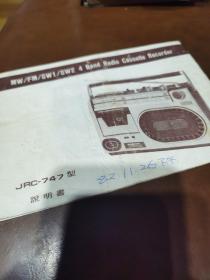 MW/FM/SW1/SW2 4 Band Radio Cassette Recorder
JRC-747 型
説明書
82.11.26